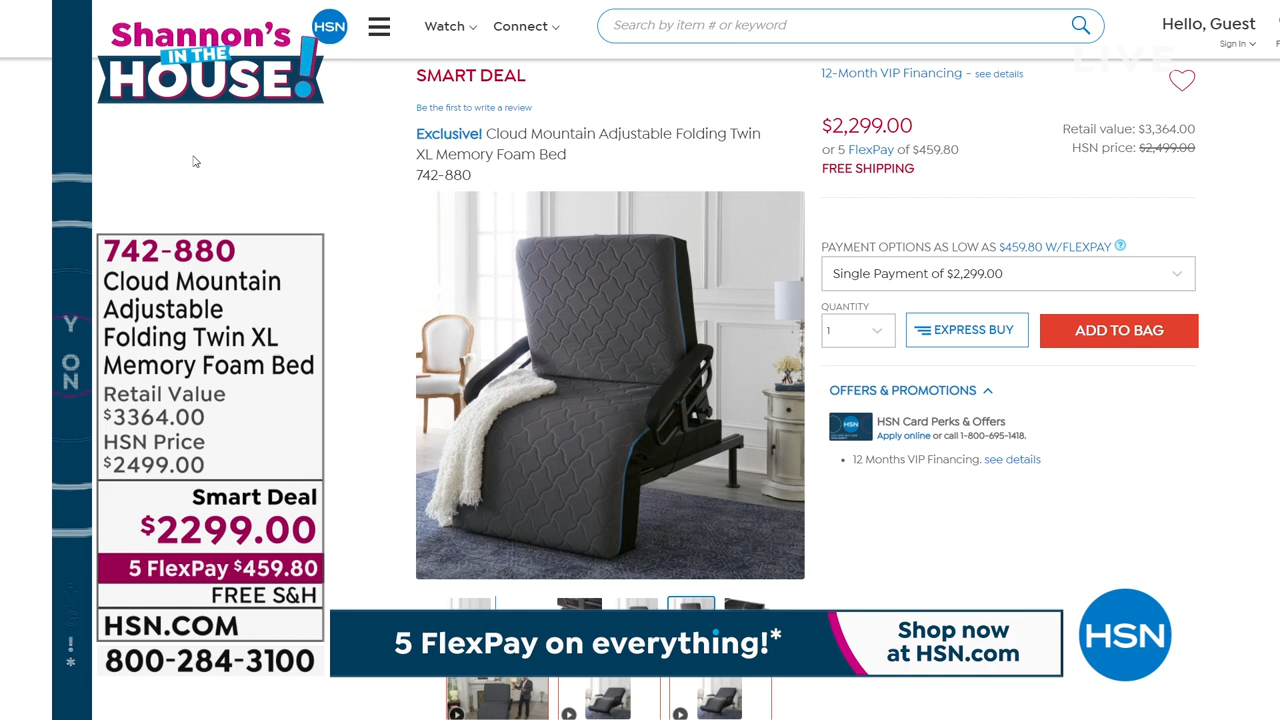 Shannon's
IN THE
HOUSE!
HSN
Watch
Connect
Search by item # or keyword
Hello, Guest
Sign In
LIVE
SMART DEAL
Be the first to write a review
Exclusive! Cloud Mountain Adjustable Folding Twin
XL Memory Foam Bed
742-880
12-Month VIP Financing - see details
$2,299.00
or 5 FlexPay of $459.80
FREE SHIPPING
Retail value: $3,364.00
HSN price: $2,499.00
PAYMENT OPTIONS AS LOW AS $459.80 W/FLEXPAY ?
Single Payment of $2,299.00
QUANTITY
1
EXPRESS BUY
ADD TO BAG
OFFERS & PROMOTIONS
HSN
HSN Card Perks & Offers
Apply online or call 1-800-695-1418.
• 12 Months VIP Financing. see details
742-880
Cloud Mountain
Adjustable
Folding Twin XL
Memory Foam Bed
Retail Value
$3364.00
HSN Price
$2499.00
Smart Deal
$2299.00
5 FlexPay $459.80
FREE S&H
HSN.COM
800-284-3100
Y ON
5 FlexPay on everything!*
Shop now
at HSN.com
HSN